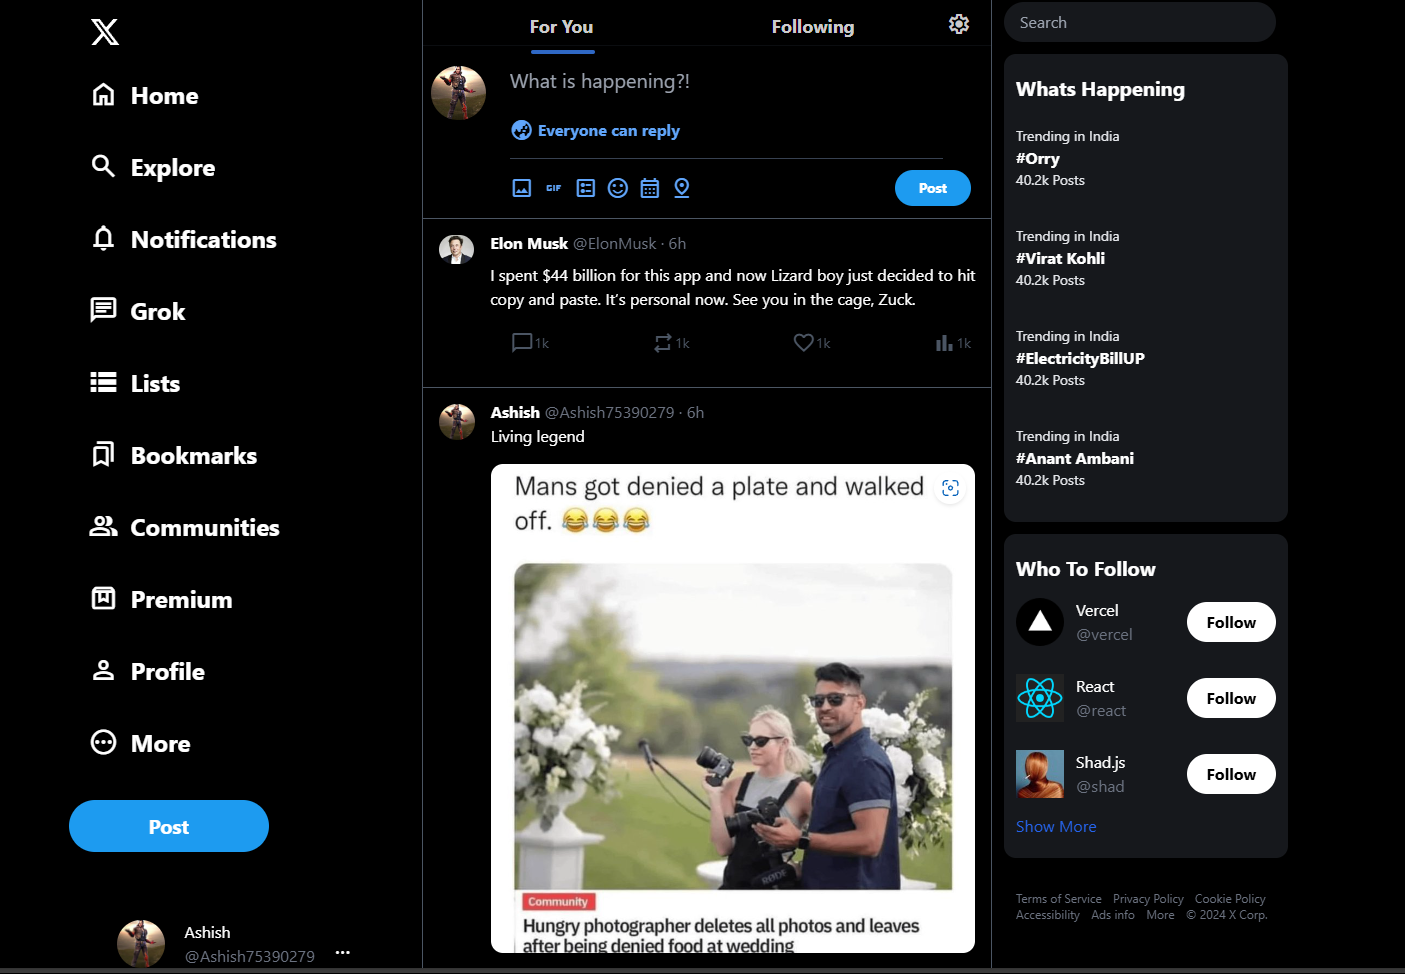 Home
Explore
Notifications
Grok
Lists
Bookmarks
Communities
Premium
Profile
More
Post
Ashish
@Ashish75390279
For You
Following
What is happening?!
Everyone can reply
GIF
Post
Elon Musk @ElonMusk · 6h
I spent $44 billion for this app and now Lizard boy just decided to hit
copy and paste. It’s personal now. See you in the cage, Zuck.
1k
1k
1k
1k
Ashish @Ashish75390279 · 6h
Living legend
Mans got denied a plate and walked
off. 😂😂😂
RODE
Community
Hungry photographer deletes all photos and leaves
after being denied food at wedding
Search
Whats Happening
Trending in India
#Orry
40.2k Posts
Trending in India
#Virat Kohli
40.2k Posts
Trending in India
#ElectricityBillUP
40.2k Posts
Trending in India
#Anant Ambani
40.2k Posts
Who To Follow
Vercel
@vercel
Follow
React
@react
Follow
Shad.js
@shad
Follow
Show More
Terms of Service Privacy Policy Cookie Policy
Accessibility Ads info More © 2024 X Corp.